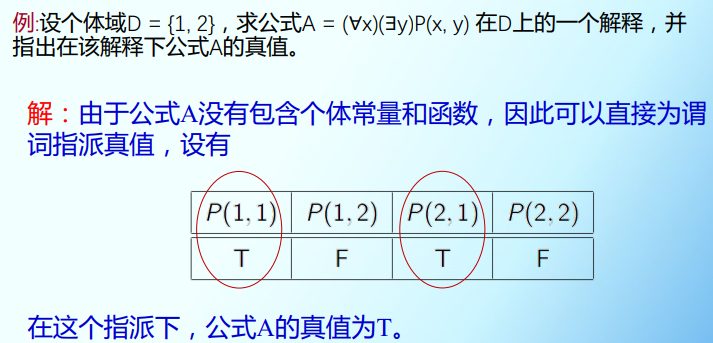 例:设个体域D = {1, 2}，求公式A = (∀x)(∃y)P(x, y) 在D上的一个解释，并
指出在该解释下公式A的真值。
解：由于公式A没有包含个体常量和函数，因此可以直接为谓
词指派真值，设有
P(1, 1) P(1, 2) P(2, 1) P(2, 2)
T F T F
在这个指派下，公式A的真值为T。